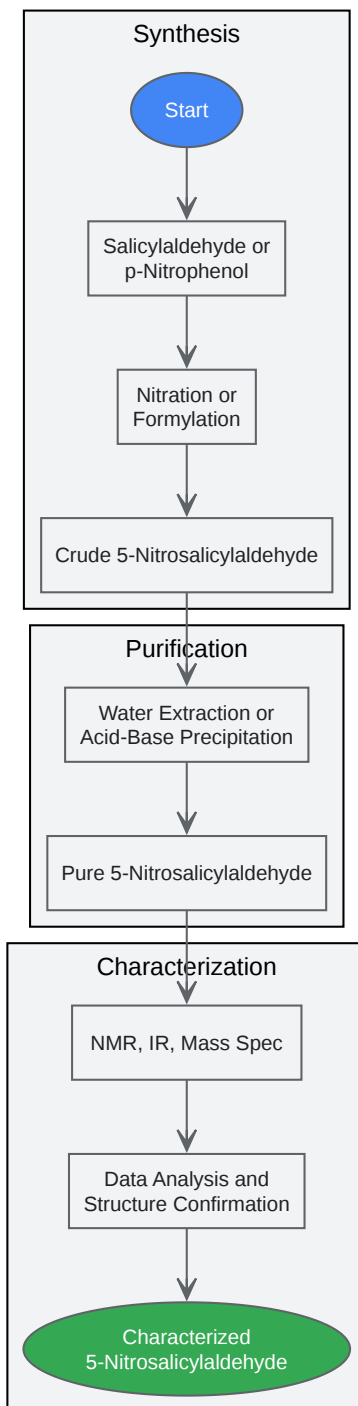 Synthesis
Start
Salicylaldehyde or
p-Nitrophenol
Nitration or
Formylation
Crude 5-Nitrosalicylaldehyde
Purification
Water Extraction or
Acid-Base Precipitation
Pure 5-Nitrosalicylaldehyde
Characterization
NMR, IR, Mass Spec
Data Analysis and
Structure Confirmation
Characterized
5-Nitrosalicylaldehyde